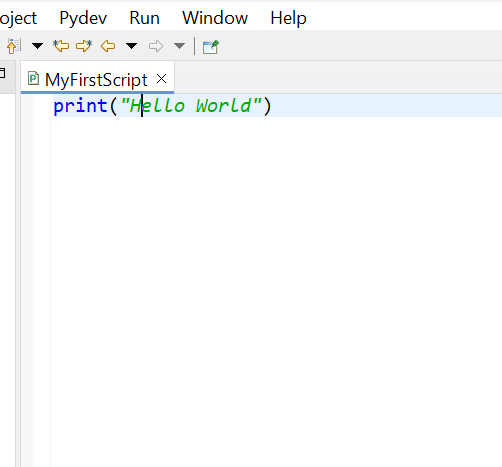 oject Pydev Run Window Help
MyFirstScript
print("Hello World")